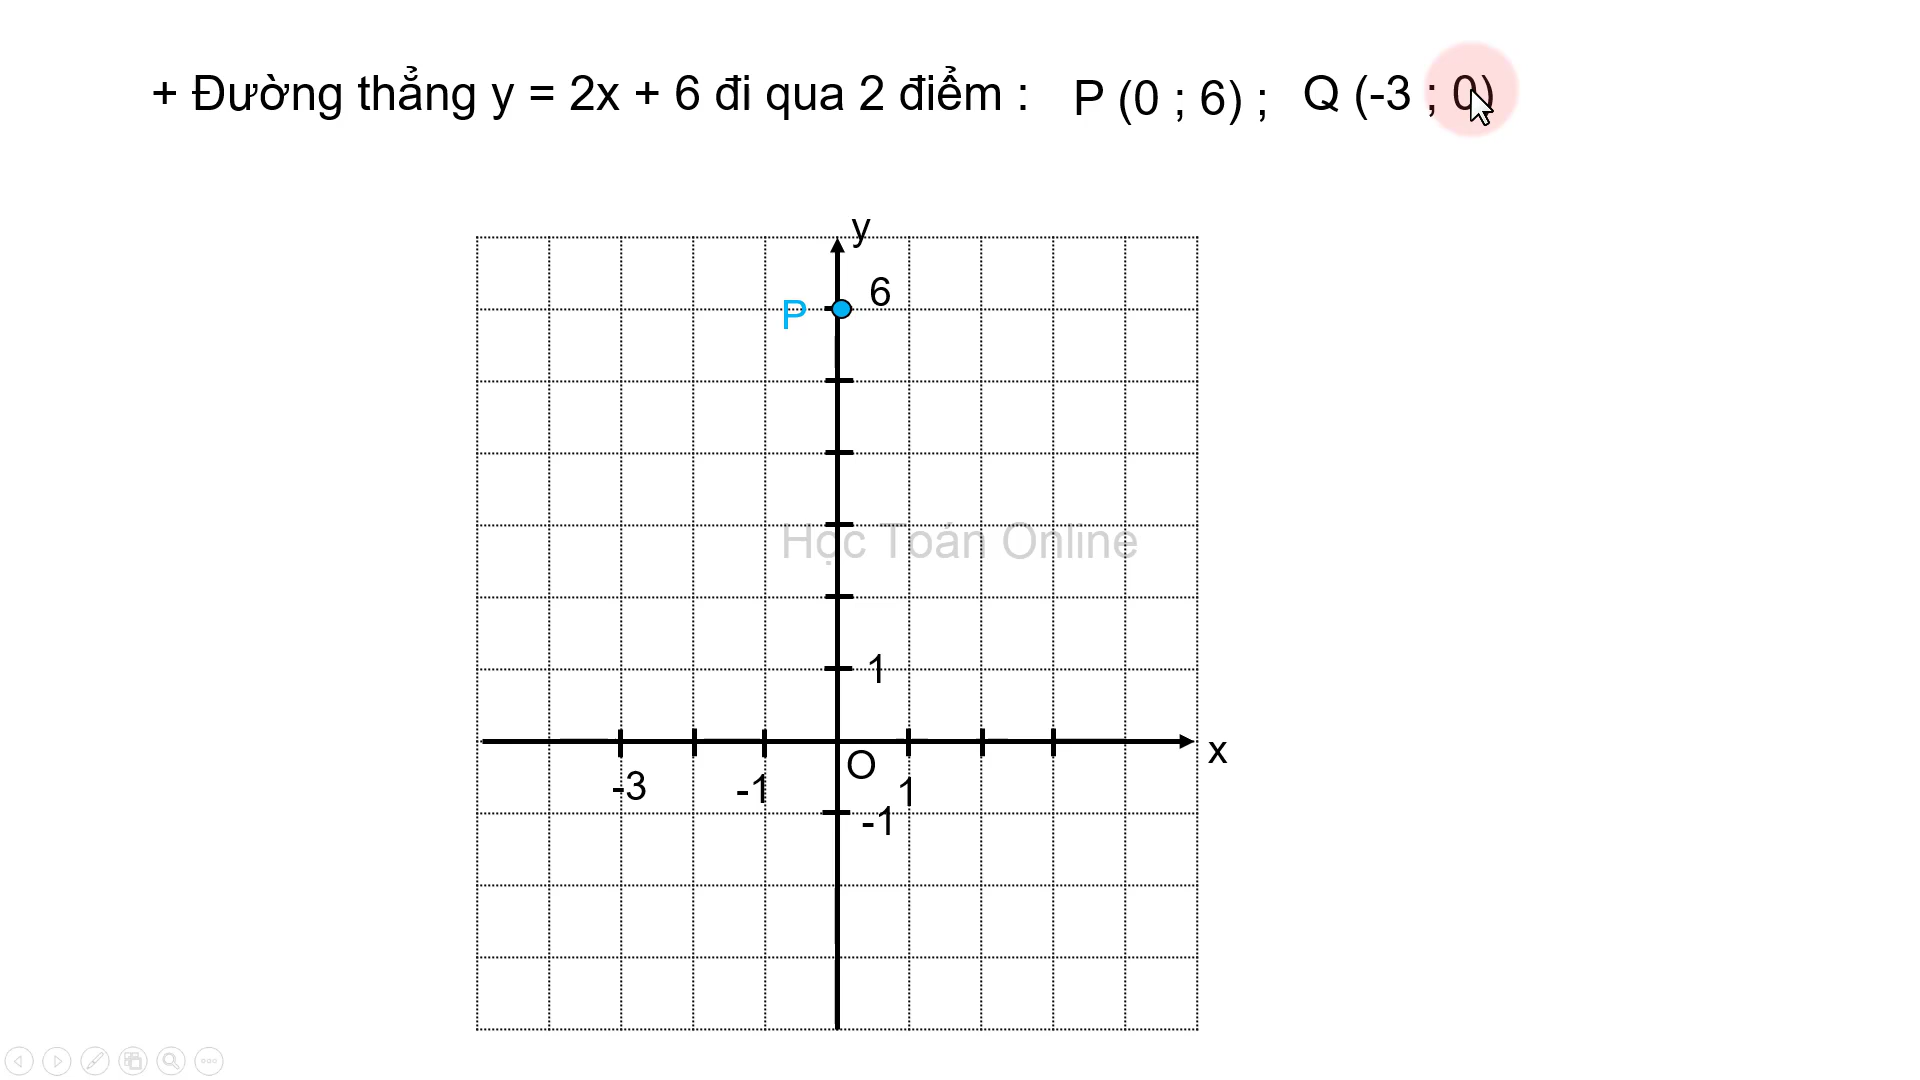 + Đường thẳng y = 2x + 6 đi qua 2 điểm : P (0 ; 6) ; Q (-3 ; 0)
y
6
P
Học Toán Online
1
x
O
-3 -1 1
-1